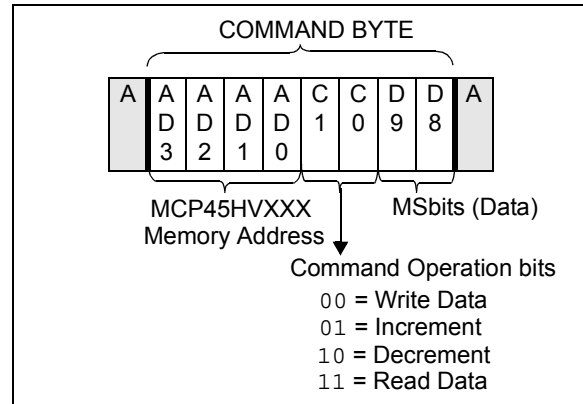 COMMAND BYTE
A A A A A C C D D A
D D D D 1 0 9 8
3 2 1 0
MCP45HVXXX
Memory Address
MSbits (Data)
Command Operation bits
00 = Write Data
01 = Increment
10 = Decrement
11 = Read Data